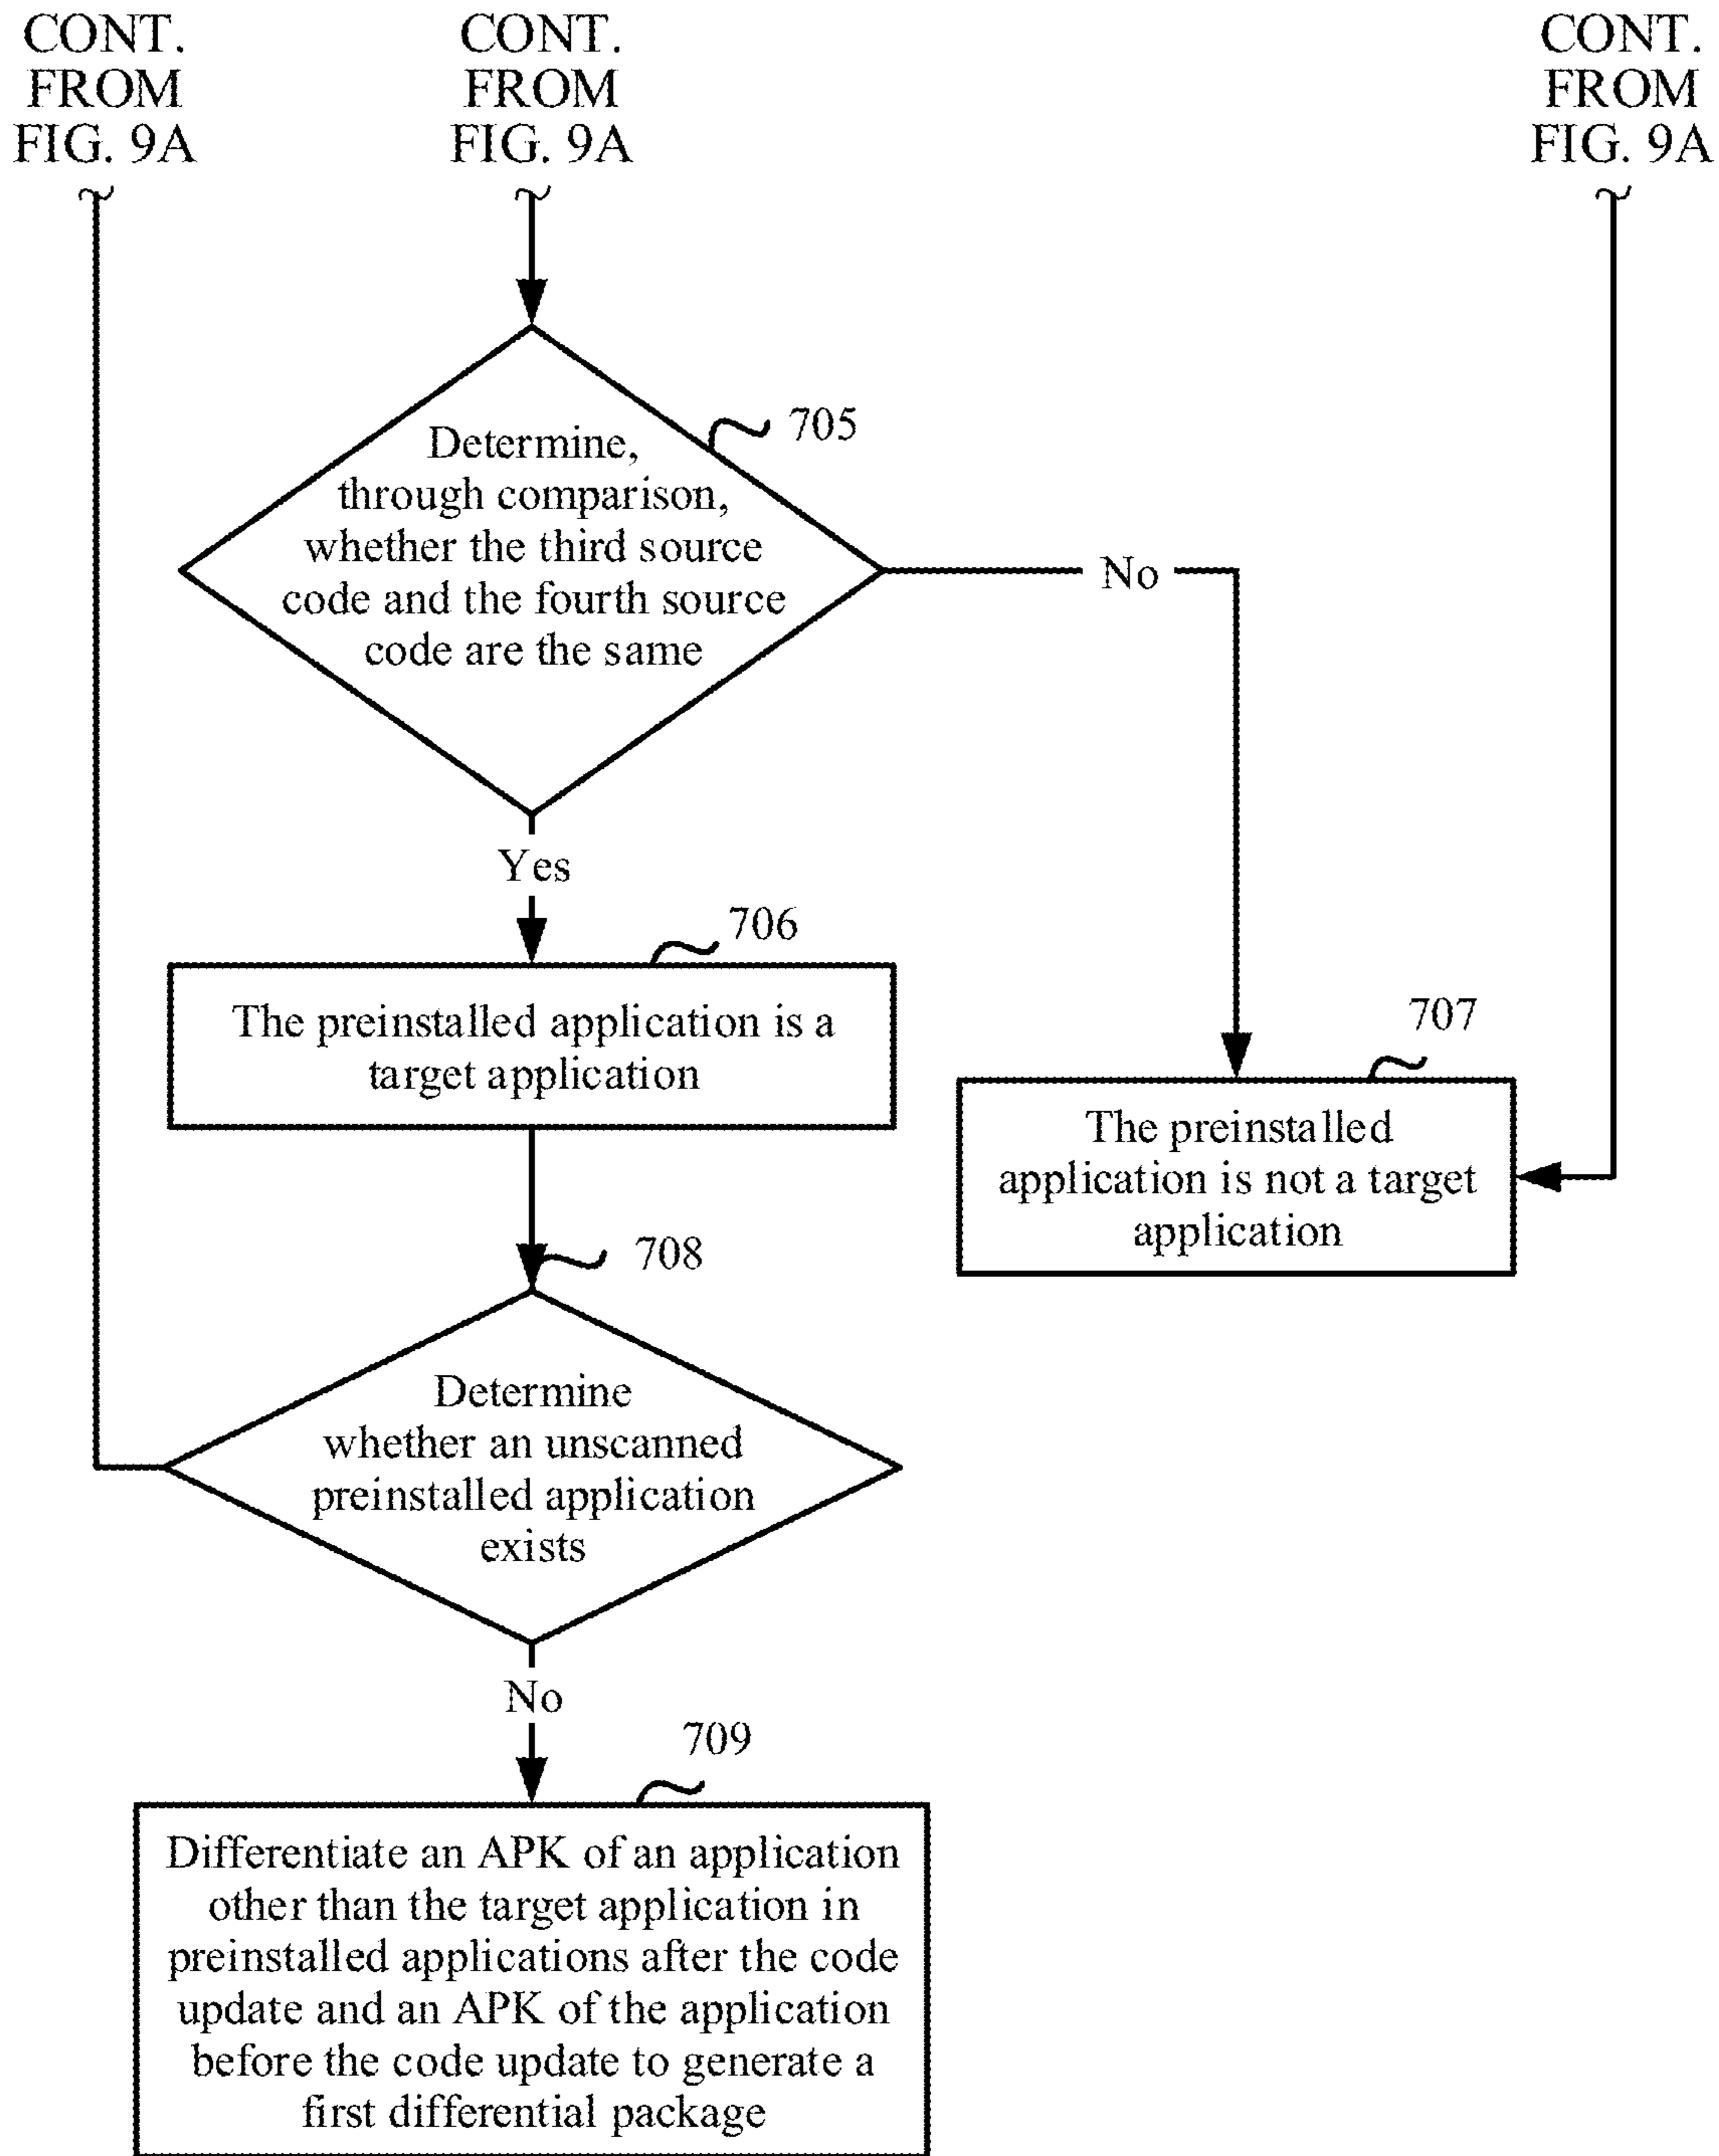 CONT.
FROM
FIG. 9A
CONT.
FROM
FIG. 9A
CONT.
FROM
FIG. 9A
705
Determine,
through comparison,
whether the third source
code and the fourth source
code are the same
No
Yes
706
The preinstalled application is a
target application
707
The preinstalled
application is not a target
application
708
Determine
whether an unscanned
preinstalled application
exists
No
709
Differentiate an APK of an application
other than the target application in
preinstalled applications after the code
update and an APK of the application
before the code update to generate a
first differential package